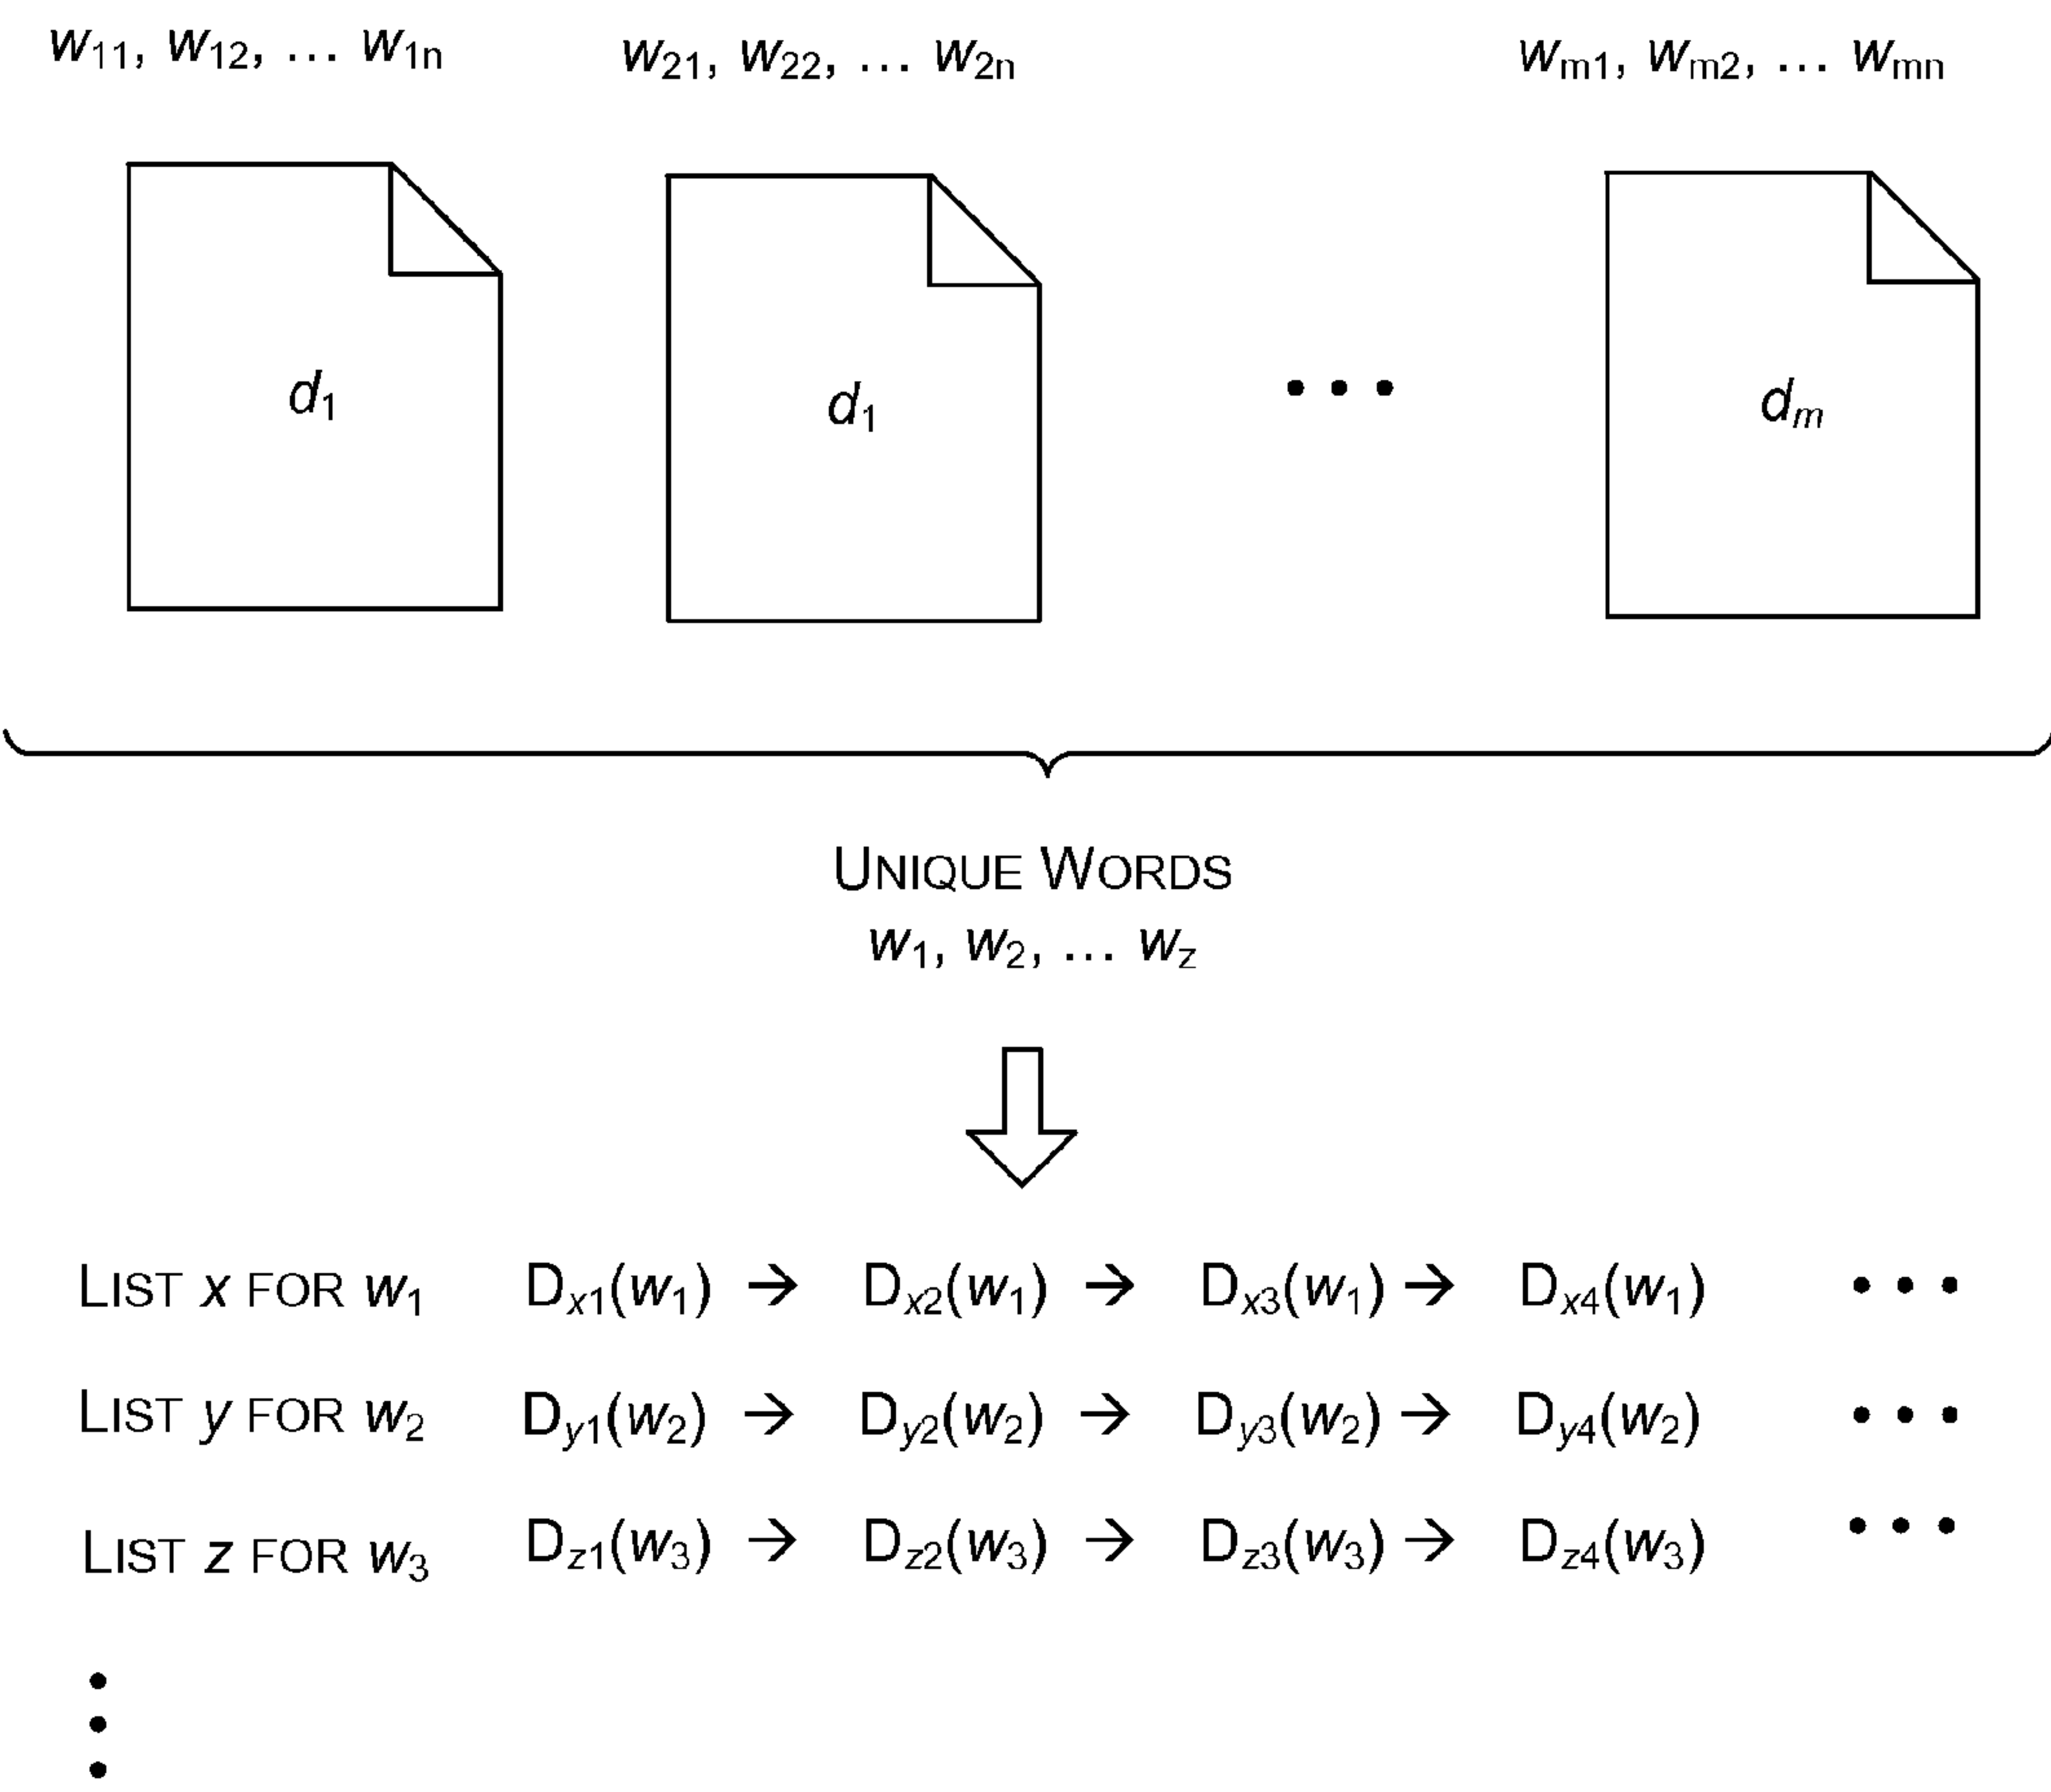 w11, w12, … w1n w21, w22, … w2n wm1, wm2, … wmn
d1 d1 • • • dm
UNIQUE WORDS
w1, w2, … wz
LIST x FOR w1 Dx1(w1) → Dx2(w1) → Dx3(w1) → Dx4(w1) • • •
LIST y FOR w2 Dy1(w2) → Dy2(w2) → Dy3(w2) → Dy4(w2) • • •
LIST z FOR w3 Dz1(w3) → Dz2(w3) → Dz3(w3) → Dz4(w3) • • •